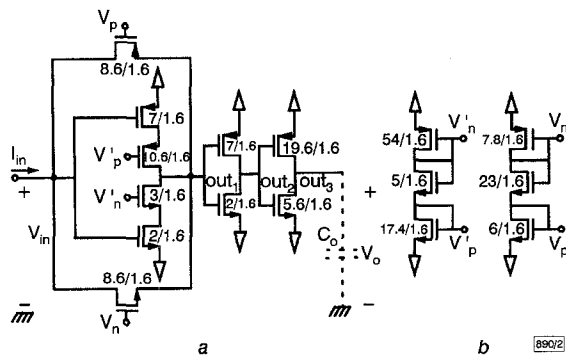 Vp
8.6/1.6
7/1.6
Iin
+
V'p
10.6/1.6
V'n
3/1.6
Vin
2/1.6
8.6/1.6
Vn
−
7/1.6
19.6/1.6
out1
out2
out3
2/1.6
5.6/1.6
Co
+
Vo
−
54/1.6
V'n
5/1.6
17.4/1.6
V'p
7.8/1.6
Vn
23/1.6
6/1.6
Vp
a
b
890/2